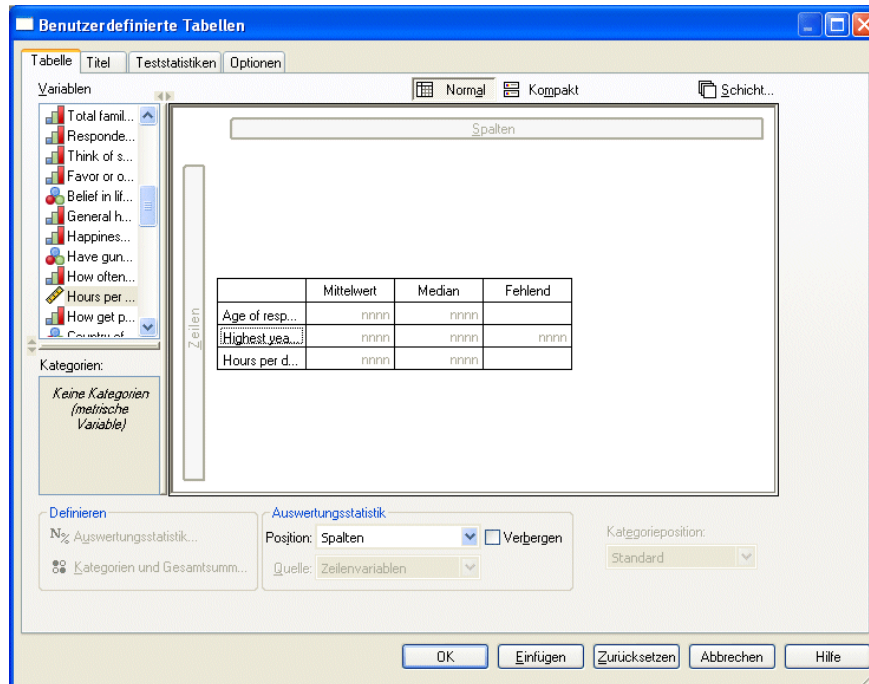 Benutzerdefinierte Tabellen
Tabelle Titel Teststatistiken Optionen
Variablen
Normal Kompakt Schicht...
Total famil...
Responde...
Think of s...
Favor or o...
Belief in lif...
General h...
Happines...
Have gun...
How often...
Hours per ...
How get p...
Country of
Kategorien:
Keine Kategorien
(metrische
Variable)
Spalten
Zeilen
Mittelwert Median Fehlend
Age of resp... nnnn nnnn
Highest yea... nnnn nnnn nnnn
Hours per d... nnnn nnnn
Definieren
N% Auswertungsstatistik...
Kategorien und Gesamtsumm...
Auswertungsstatistik
Position: Spalten Verbergen
Quelle: Zeilenvariablen
Kategorieposition:
Standard
OK Einfügen Zurücksetzen Abbrechen Hilfe